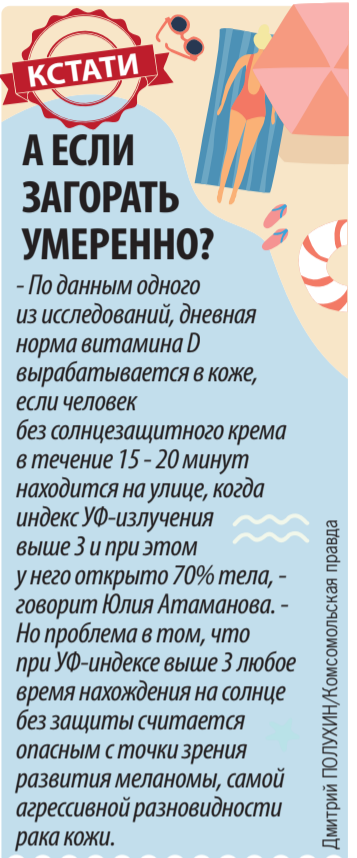 КСТАТИ
А ЕСЛИ
ЗАГОРАТЬ
УМЕРЕННО?
- По данным одного
из исследований, дневная
норма витамина D
вырабатывается в коже,
если человек
без солнцезащитного крема
в течение 15 - 20 минут
находится на улице, когда
индекс УФ-излучения
выше 3 и при этом
у него открыто 70% тела, -
говорит Юлия Атаманова. -
Но проблема в том, что
при УФ-индексе выше 3 любое
время нахождения на солнце
без защиты считается
опасным с точки зрения
развития меланомы, самой
агрессивной разновидности
рака кожи.
Дмитрий ПОЛУХИН/Комсомольская правда